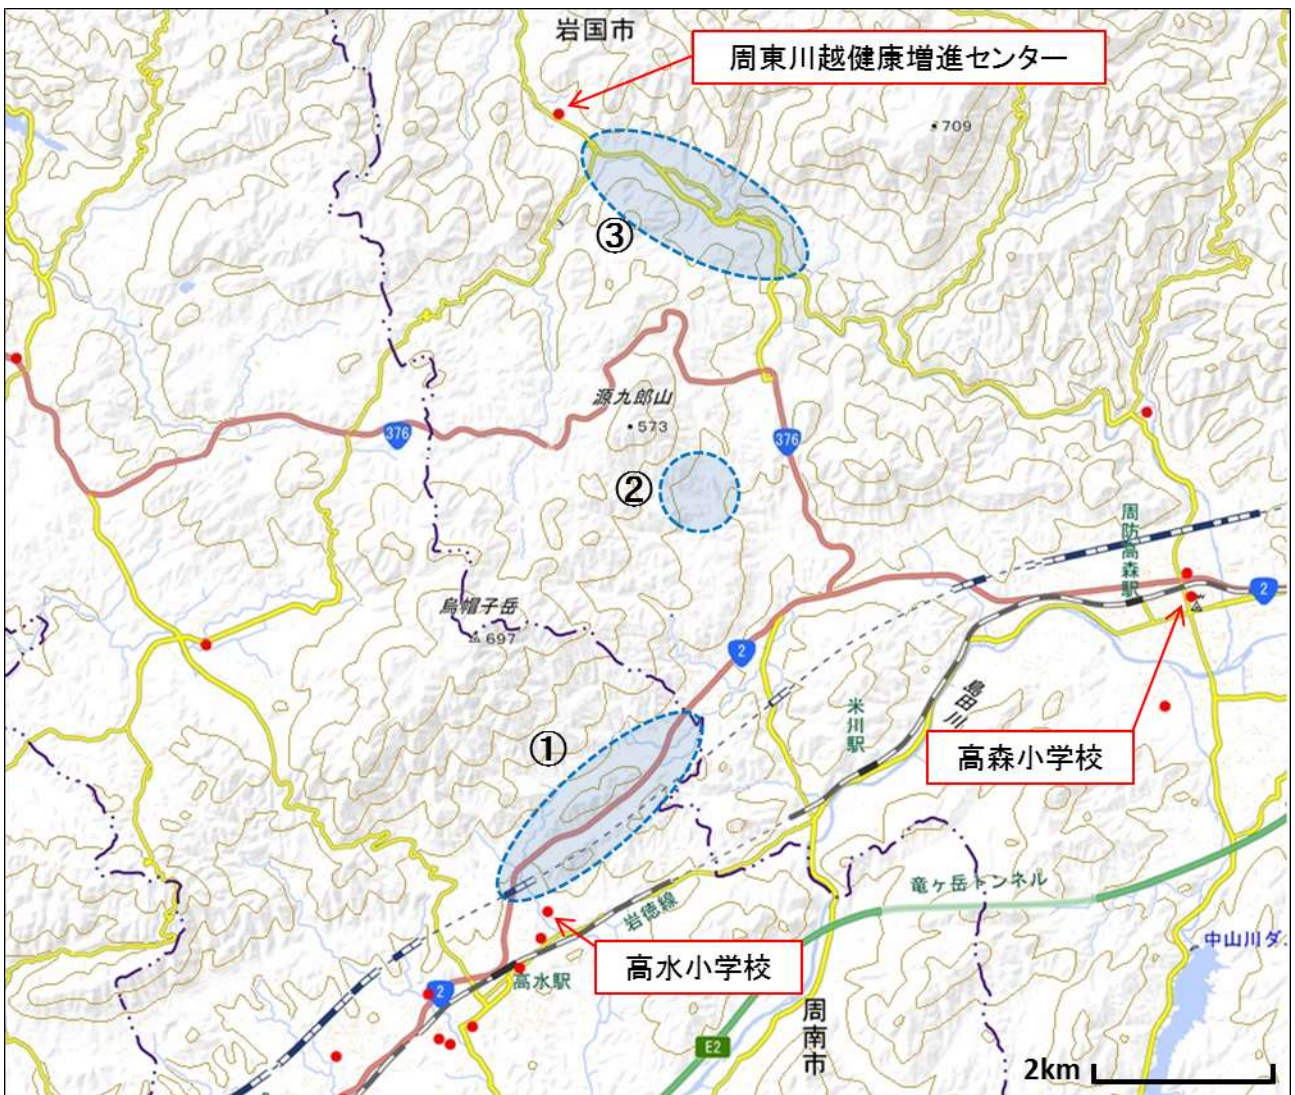 岩国市
周東川越健康増進センター
709
③
源九郎山
573
376
376
②
周防高森駅
2
烏帽子岳
697
2
米川駅
島田川
高森小学校
①
竜ヶ岳トンネル
岩徳線
中山川ダ
高水小学校
高水駅
2
周南市
E2
2km